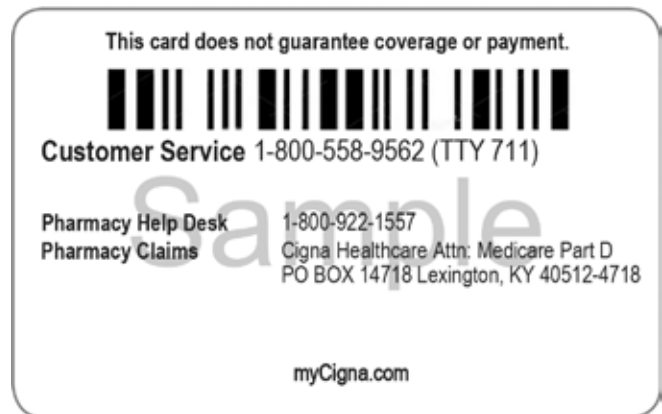 This card does not guarantee coverage or payment.
Customer Service 1-800-558-9562 (TTY 711)
Sample
Pharmacy Help Desk 1-800-922-1557
Pharmacy Claims Cigna Healthcare Attn: Medicare Part D
PO BOX 14718 Lexington, KY 40512-4718
myCigna.com